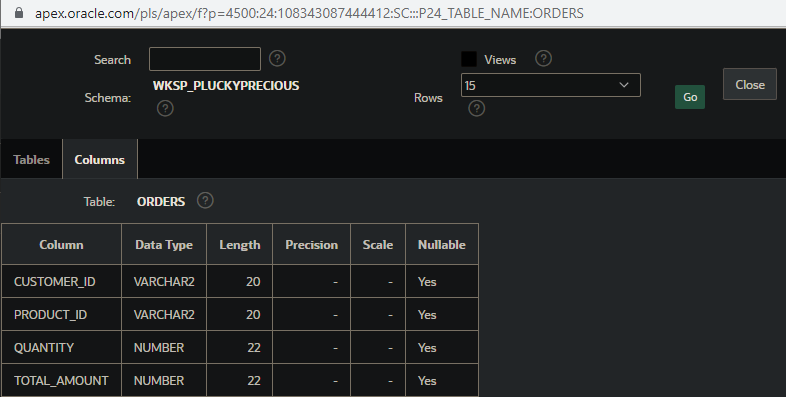 apex.oracle.com/pls/apex/f?p=4500:24:108343087444412:SC:::P24_TABLE_NAME:ORDERS
Search ? Views ?
Schema: WKSP_PLUCKYPRECIOUS ? Rows 15 ? Go Close
Tables Columns
Table: ORDERS ?
Column Data Type Length Precision Scale Nullable
CUSTOMER_ID VARCHAR2 20 - - Yes
PRODUCT_ID VARCHAR2 20 - - Yes
QUANTITY NUMBER 22 - - Yes
TOTAL_AMOUNT NUMBER 22 - - Yes